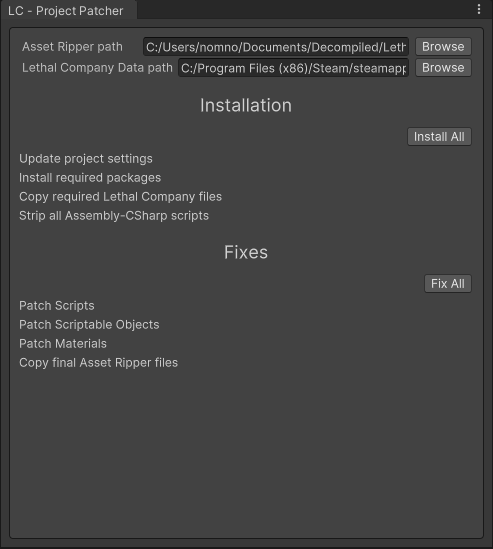 LC - Project Patcher
Asset Ripper path C:/Users/nomno/Documents/Decompiled/Leth Browse
Lethal Company Data path C:/Program Files (x86)/Steam/steamapp Browse
Installation
Install All
Update project settings
Install required packages
Copy required Lethal Company files
Strip all Assembly-CSharp scripts
Fixes
Fix All
Patch Scripts
Patch Scriptable Objects
Patch Materials
Copy final Asset Ripper files